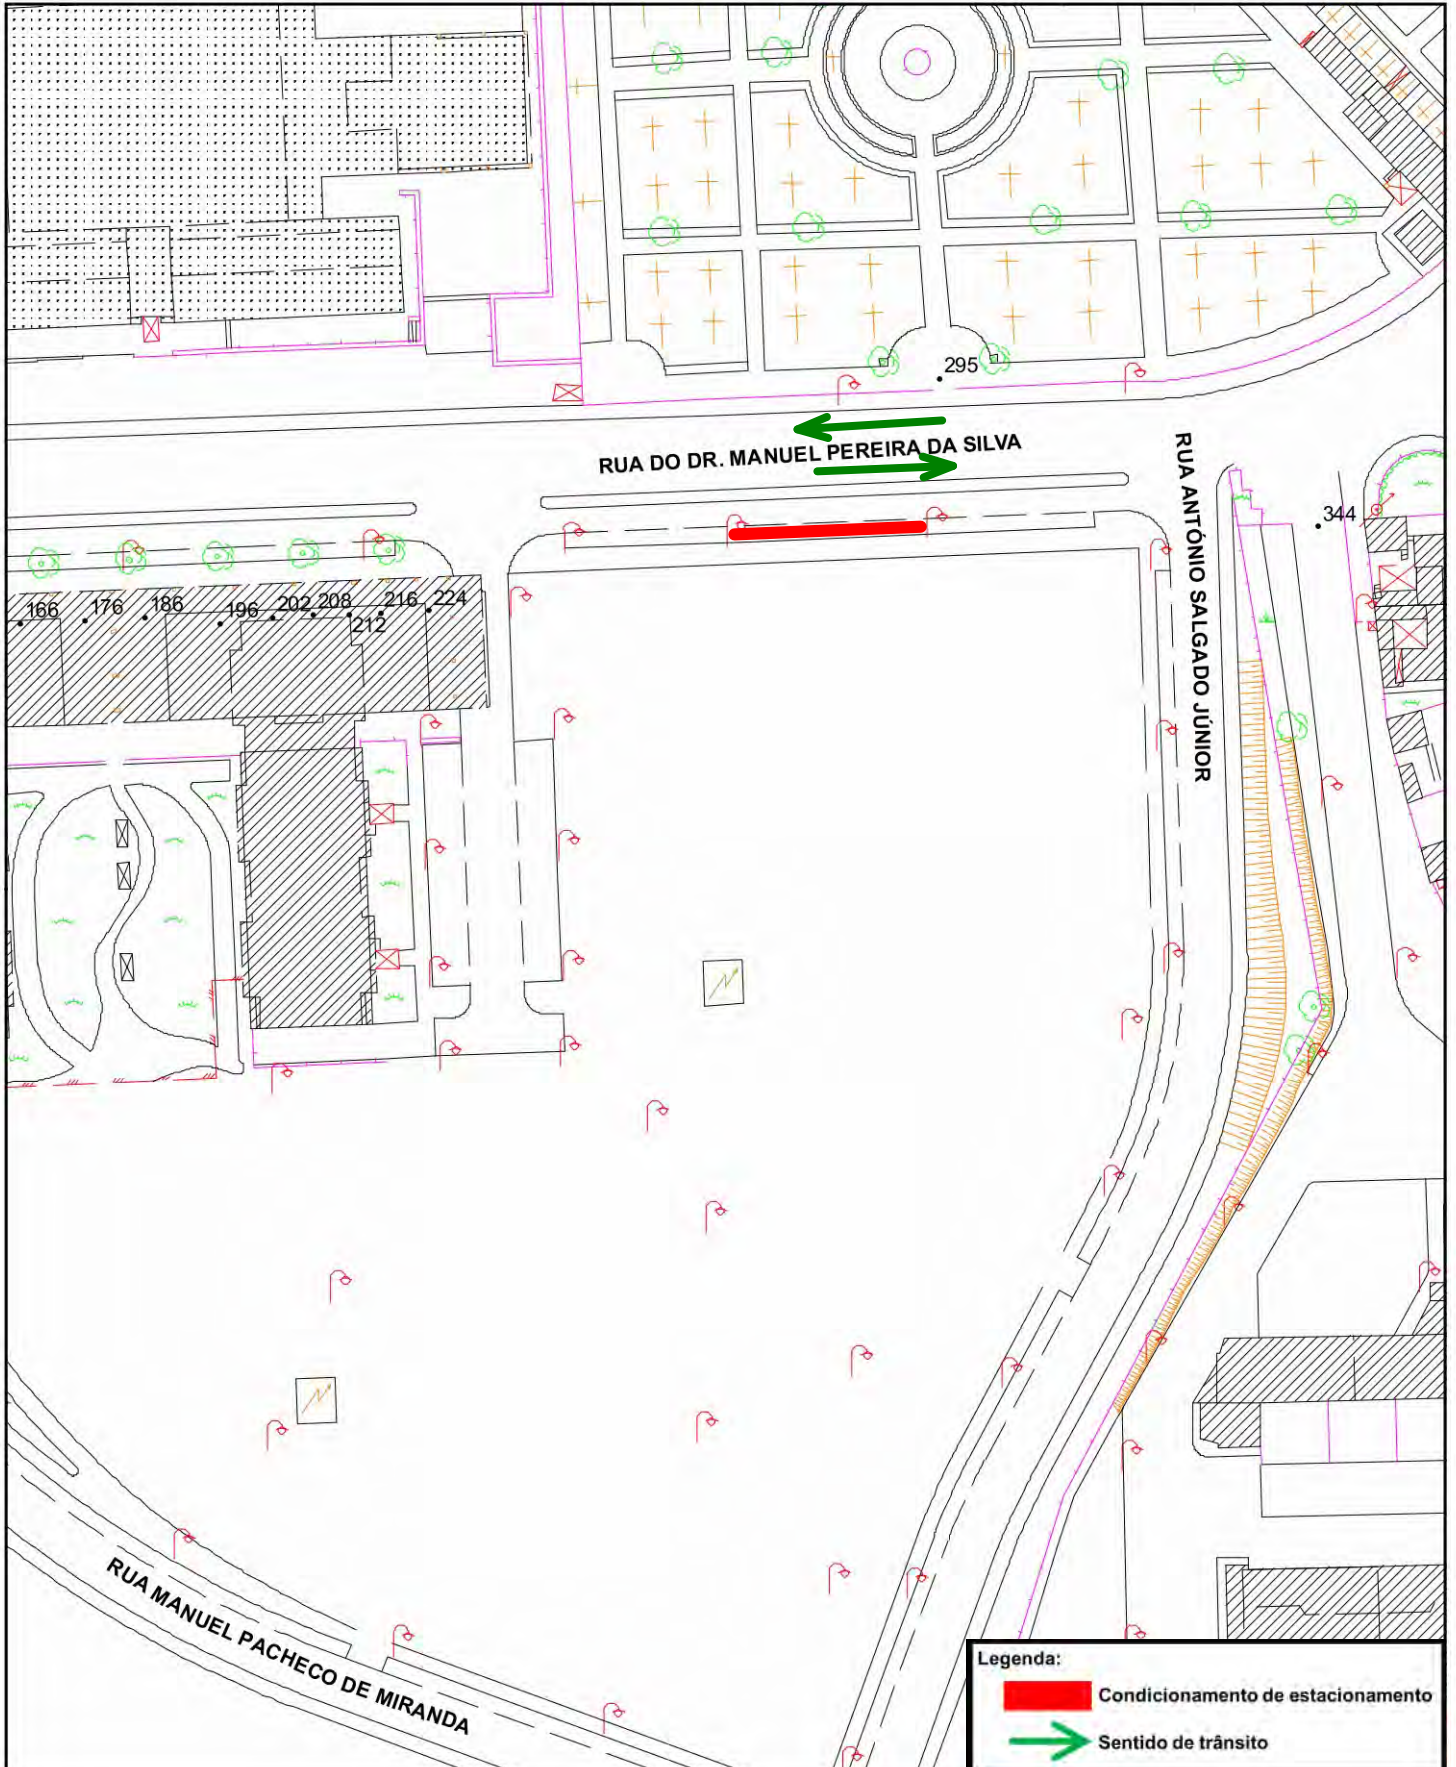 295
RUA DO DR. MANUEL PEREIRA DA SILVA
RUA ANTÓNIO SALGADO JÚNIOR
344
166
176
186
196
202
208
212
216
224
RUA MANUEL PACHECO DE MIRANDA
Legenda:
Condicionamento de estacionamento
Sentido de trânsito